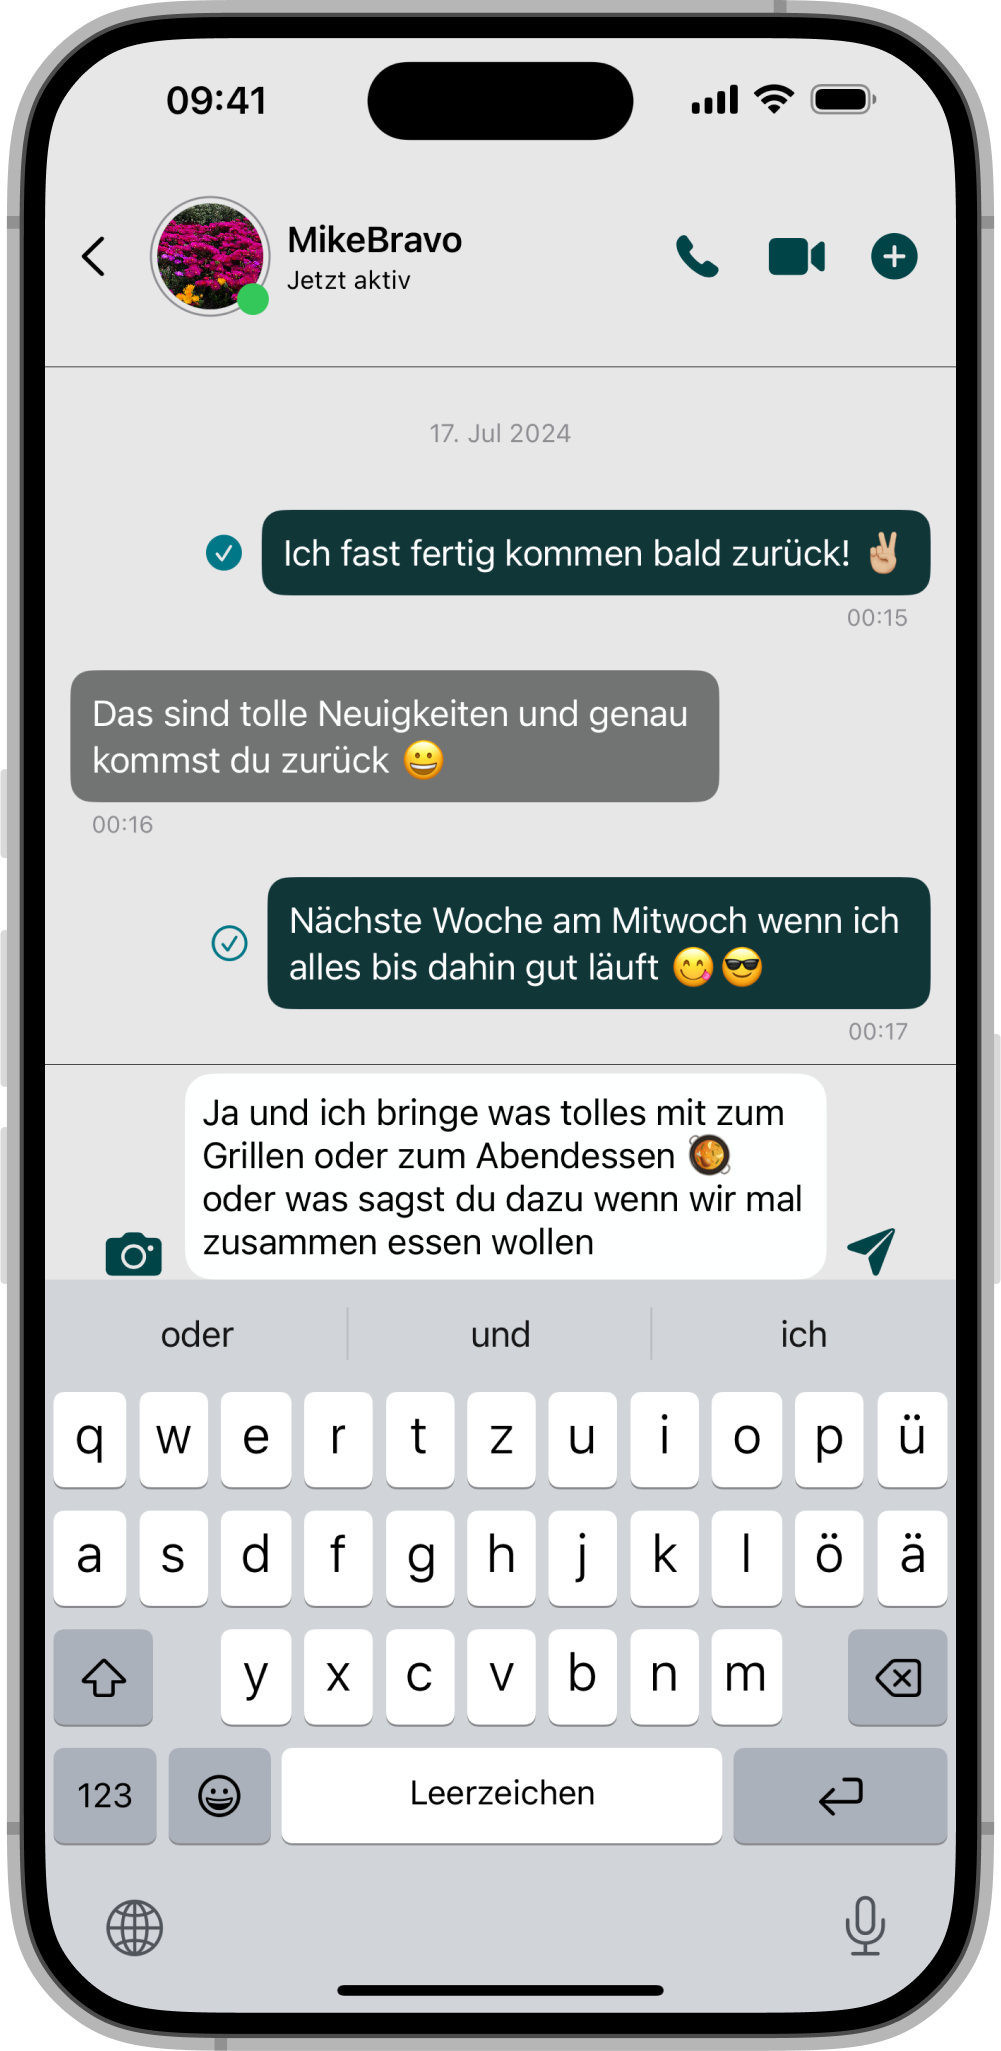 09:41
MikeBravo
Jetzt aktiv
17. Jul 2024
Ich fast fertig kommen bald zurück! ✌🏼
00:15
Das sind tolle Neuigkeiten und genau
kommst du zurück 😀
00:16
Nächste Woche am Mitwoch wenn ich
alles bis dahin gut läuft 😋😎
00:17
Ja und ich bringe was tolles mit zum
Grillen oder zum Abendessen 🥘
oder was sagst du dazu wenn wir mal
zusammen essen wollen
oder und ich
q w e r t z u i o p ü
a s d f g h j k l ö ä
y x c v b n m
123 Leerzeichen